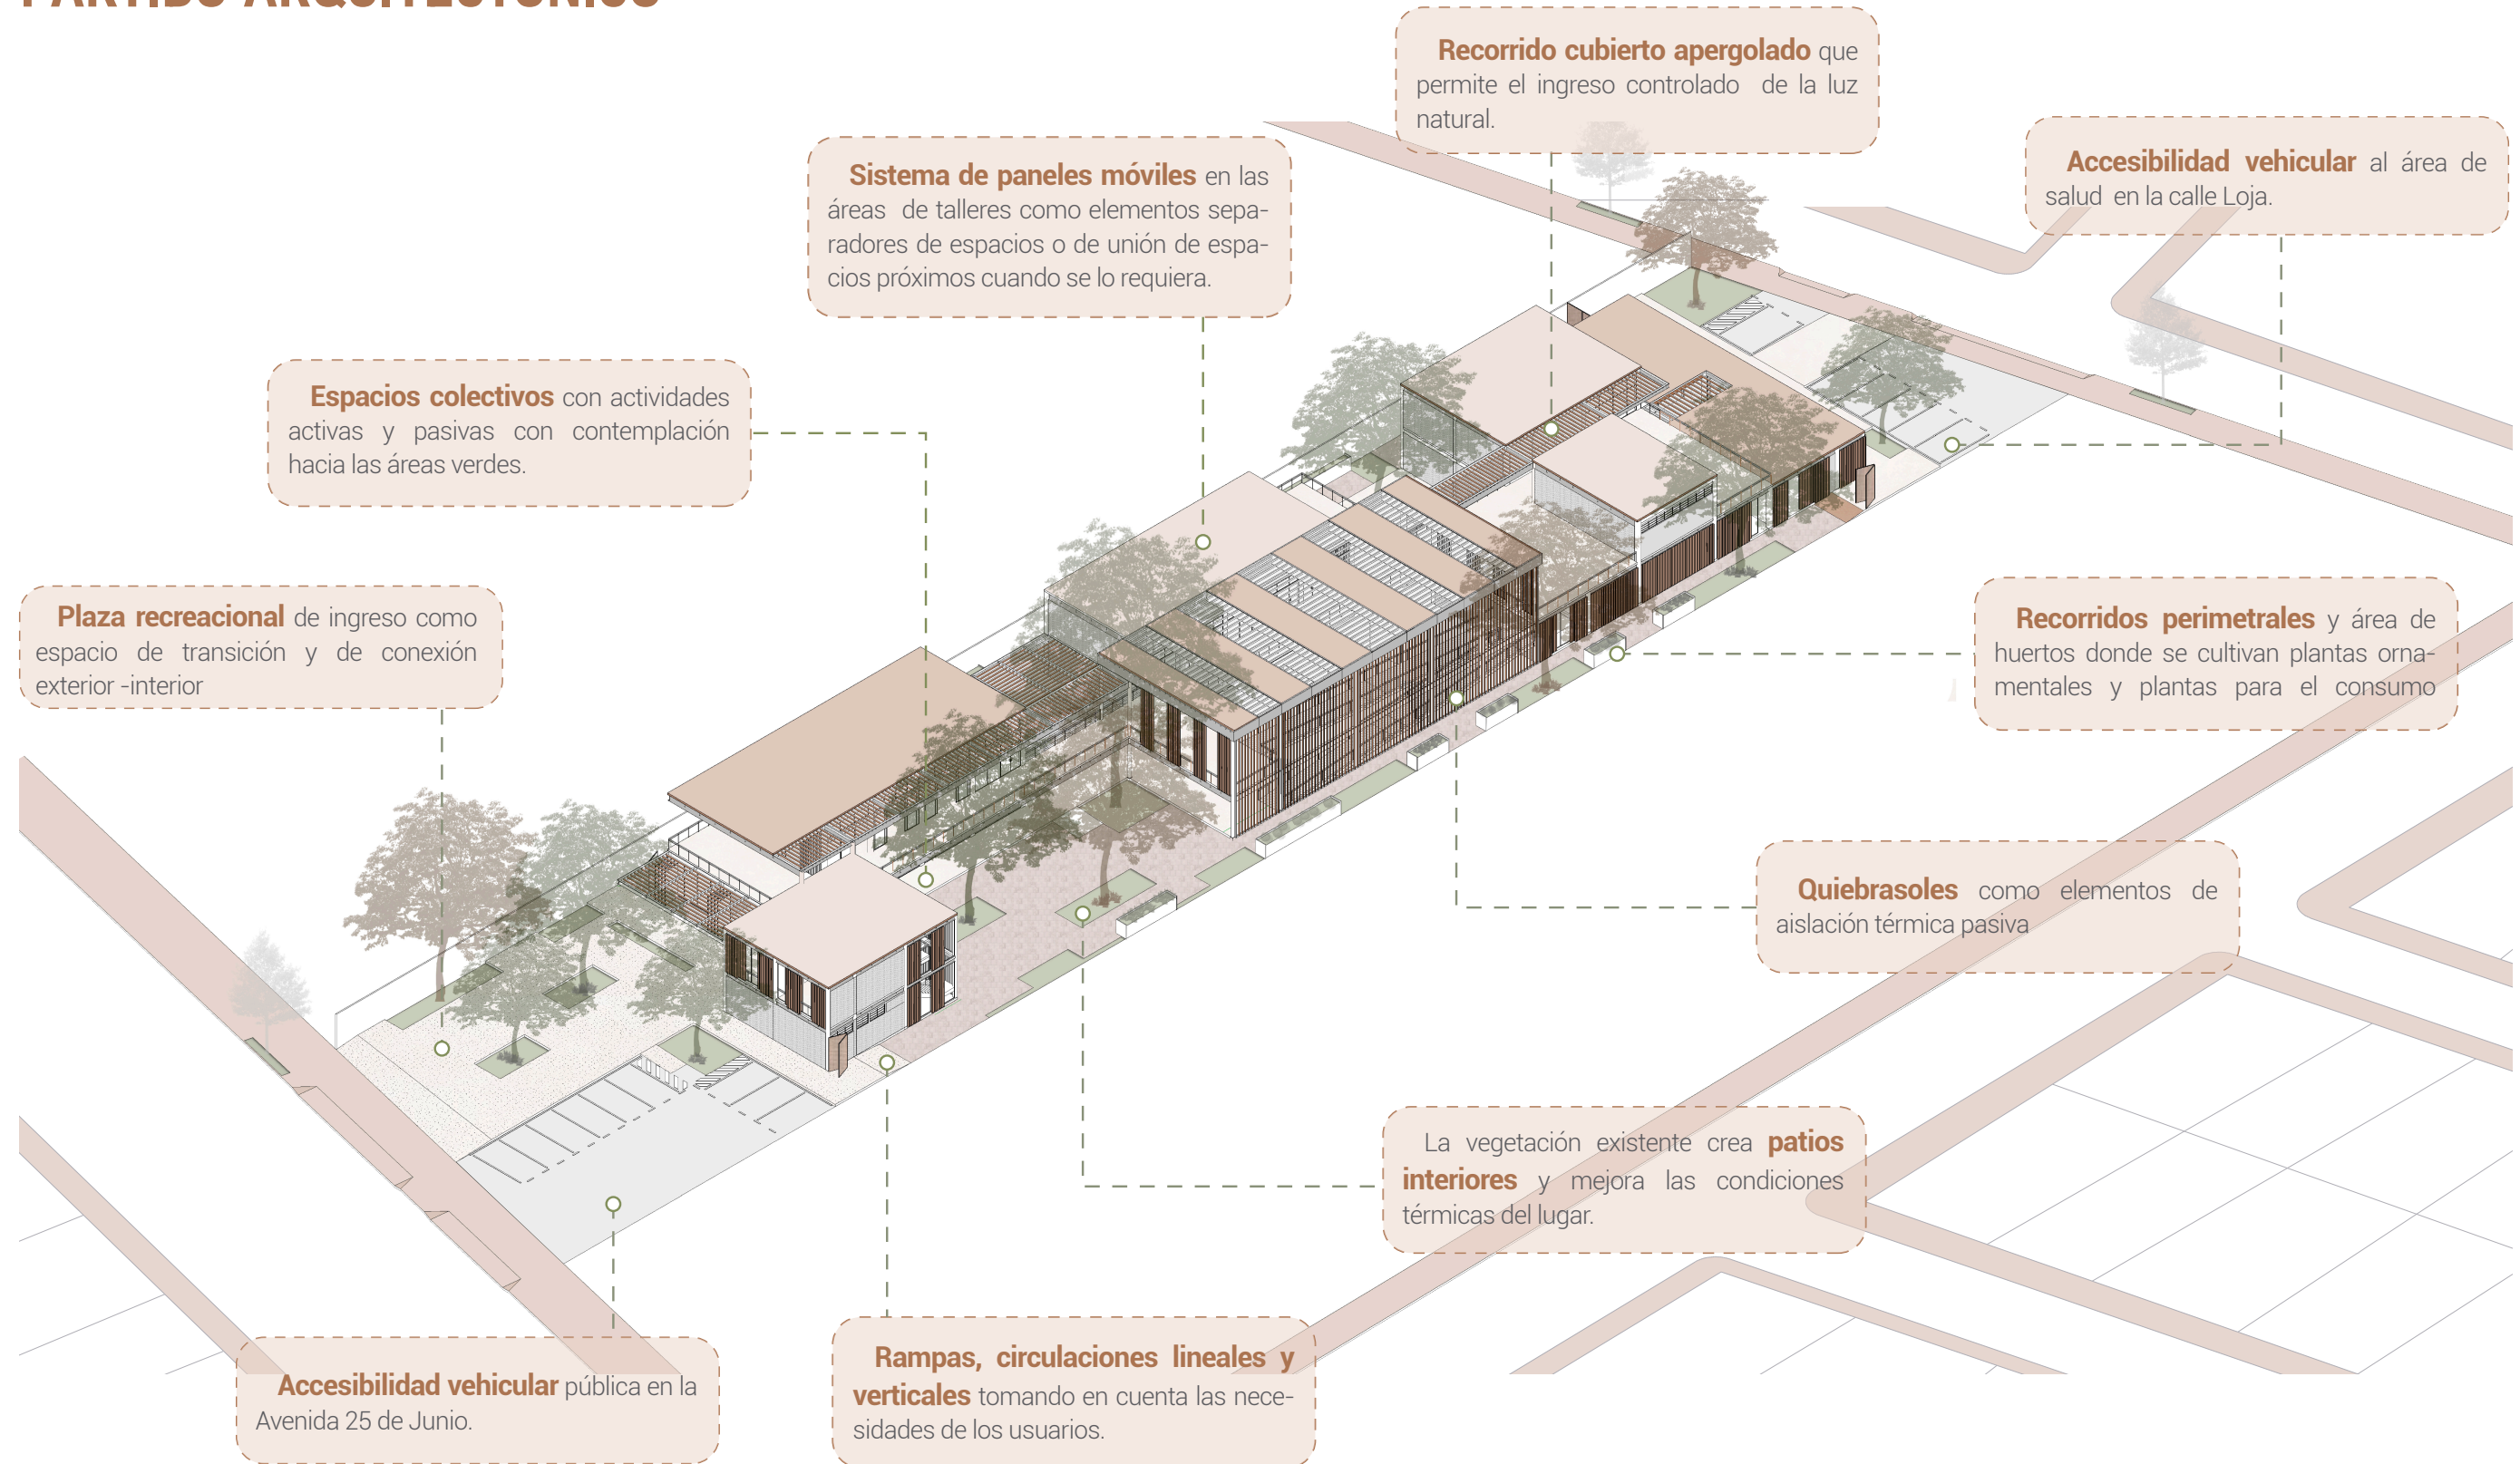 PARTIDO ARQUITECTÓNICO
Recorrido cubierto apergolado que
permite el ingreso controlado de la luz
natural.
Accesibilidad vehicular al área de
salud en la calle Loja.
Sistema de paneles móviles en las
áreas de talleres como elementos sepa-
radores de espacios o de unión de espa-
cios próximos cuando se lo requiera.
Espacios colectivos con actividades
activas y pasivas con contemplación
hacia las áreas verdes.
Plaza recreacional de ingreso como
espacio de transición y de conexión
exterior -interior
Recorridos perimetrales y área de
huertos donde se cultivan plantas orna-
mentales y plantas para el consumo
Quiebrasoles como elementos de
aislación térmica pasiva
La vegetación existente crea patios
interiores y mejora las condiciones
térmicas del lugar.
Rampas, circulaciones lineales y
verticales tomando en cuenta las nece-
sidades de los usuarios.
Accesibilidad vehicular pública en la
Avenida 25 de Junio.